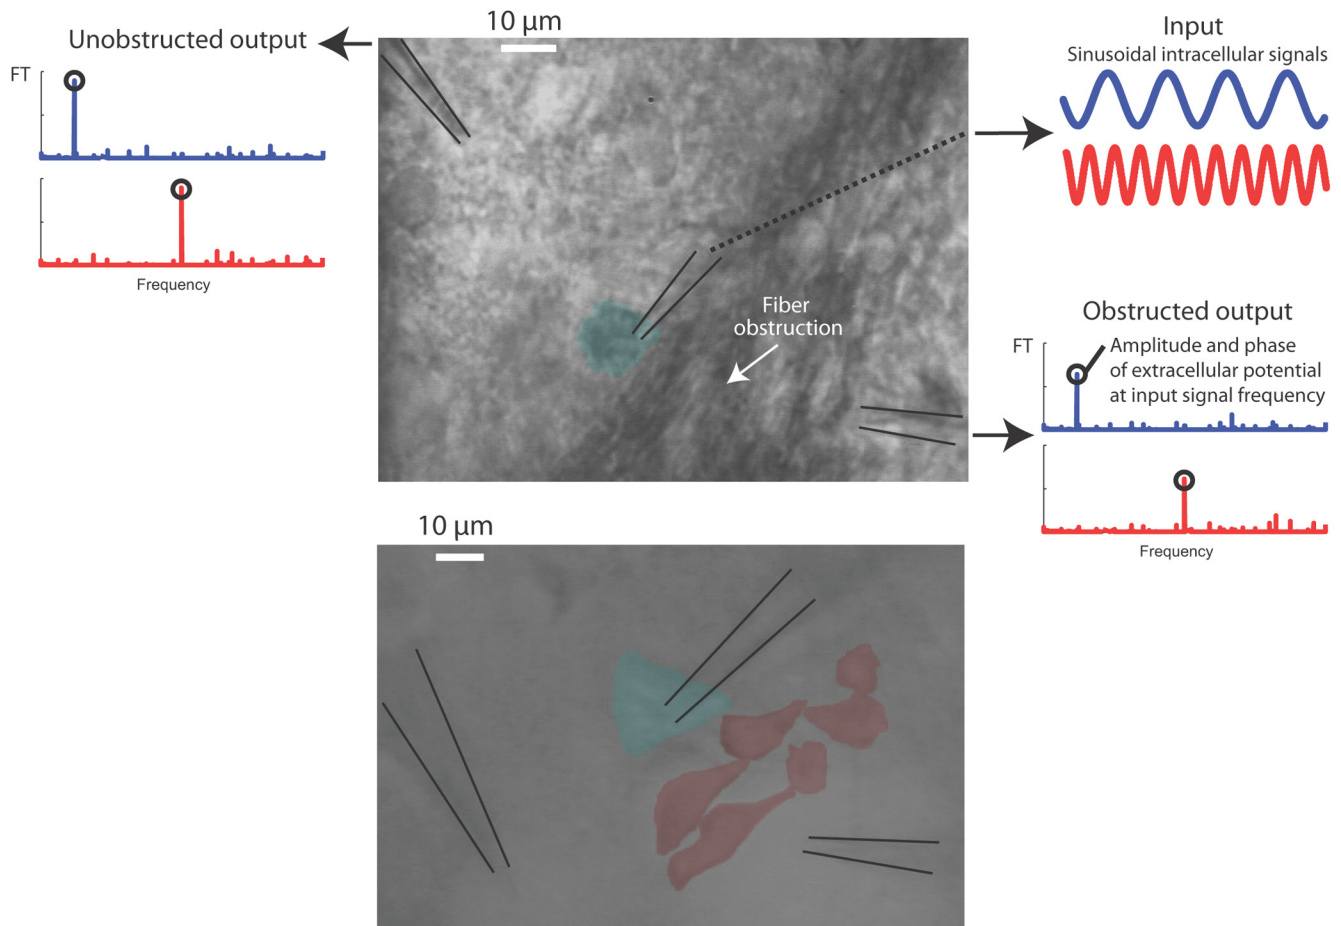 10 µm
Unobstructed output
FT
Frequency
Input
Sinusoidal intracellular signals
Fiber
obstruction
Obstructed output
FT
Amplitude and phase
of extracellular potential
at input signal frequency
Frequency
10 µm